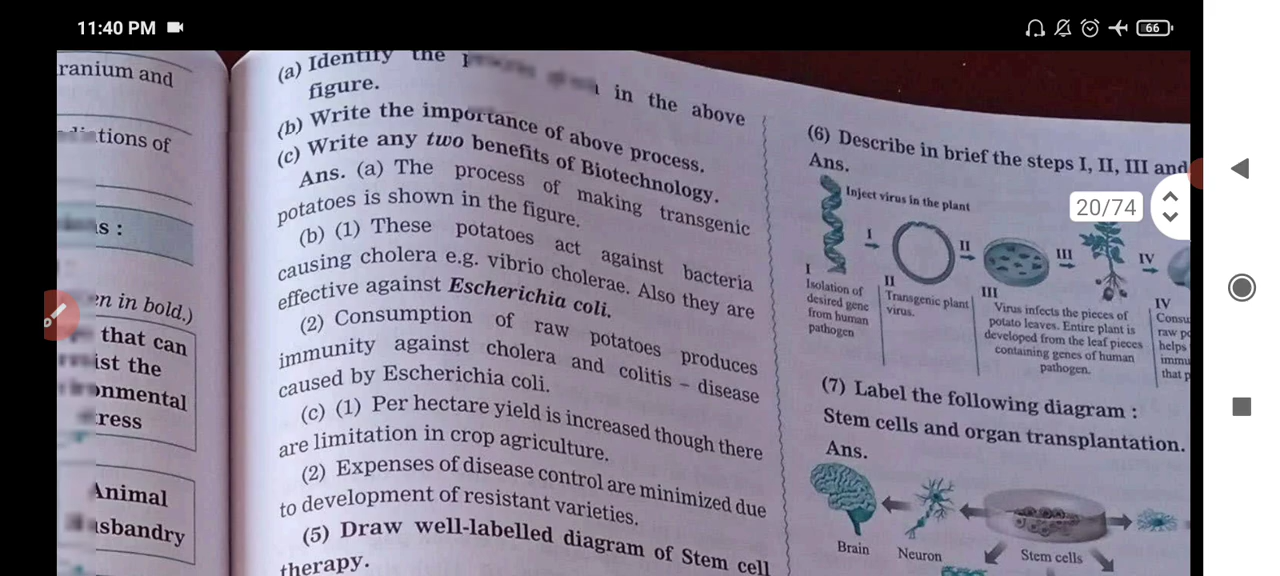 11:40 PM
66
ranium and
tions of
s :
en in bold.)
that can
ist the
onmental
ress
Animal
usbandry
(a) Identify the in the above
figure.
(b) Write the importance of above process.
(c) Write any two benefits of Biotechnology.
Ans. (a) The process of making transgenic
potatoes is shown in the figure.
(b) (1) These potatoes act against bacteria
causing cholera e.g. vibrio cholerae. Also they are
effective against Escherichia coli.
(2) Consumption of raw potatoes produces
immunity against cholera and colitis – disease
caused by Escherichia coli.
(c) (1) Per hectare yield is increased though there
are limitation in crop agriculture.
(2) Expenses of disease control are minimized due
to development of resistant varieties.
(5) Draw well-labelled diagram of Stem cell
therapy.
(6) Describe in brief the steps I, II, III and
Ans.
20/74
Inject virus in the plant
I
II
III
IV
I
Isolation of
desired gene
from human
pathogen
II
Transgenic plant
virus.
III
Virus infects the pieces of
potato leaves. Entire plant is
developed from the leaf pieces
containing genes of human
pathogen.
IV
Consu
raw po
helps
immu
that p
(7) Label the following diagram :
Stem cells and organ transplantation.
Ans.
Brain
Neuron
Stem cells